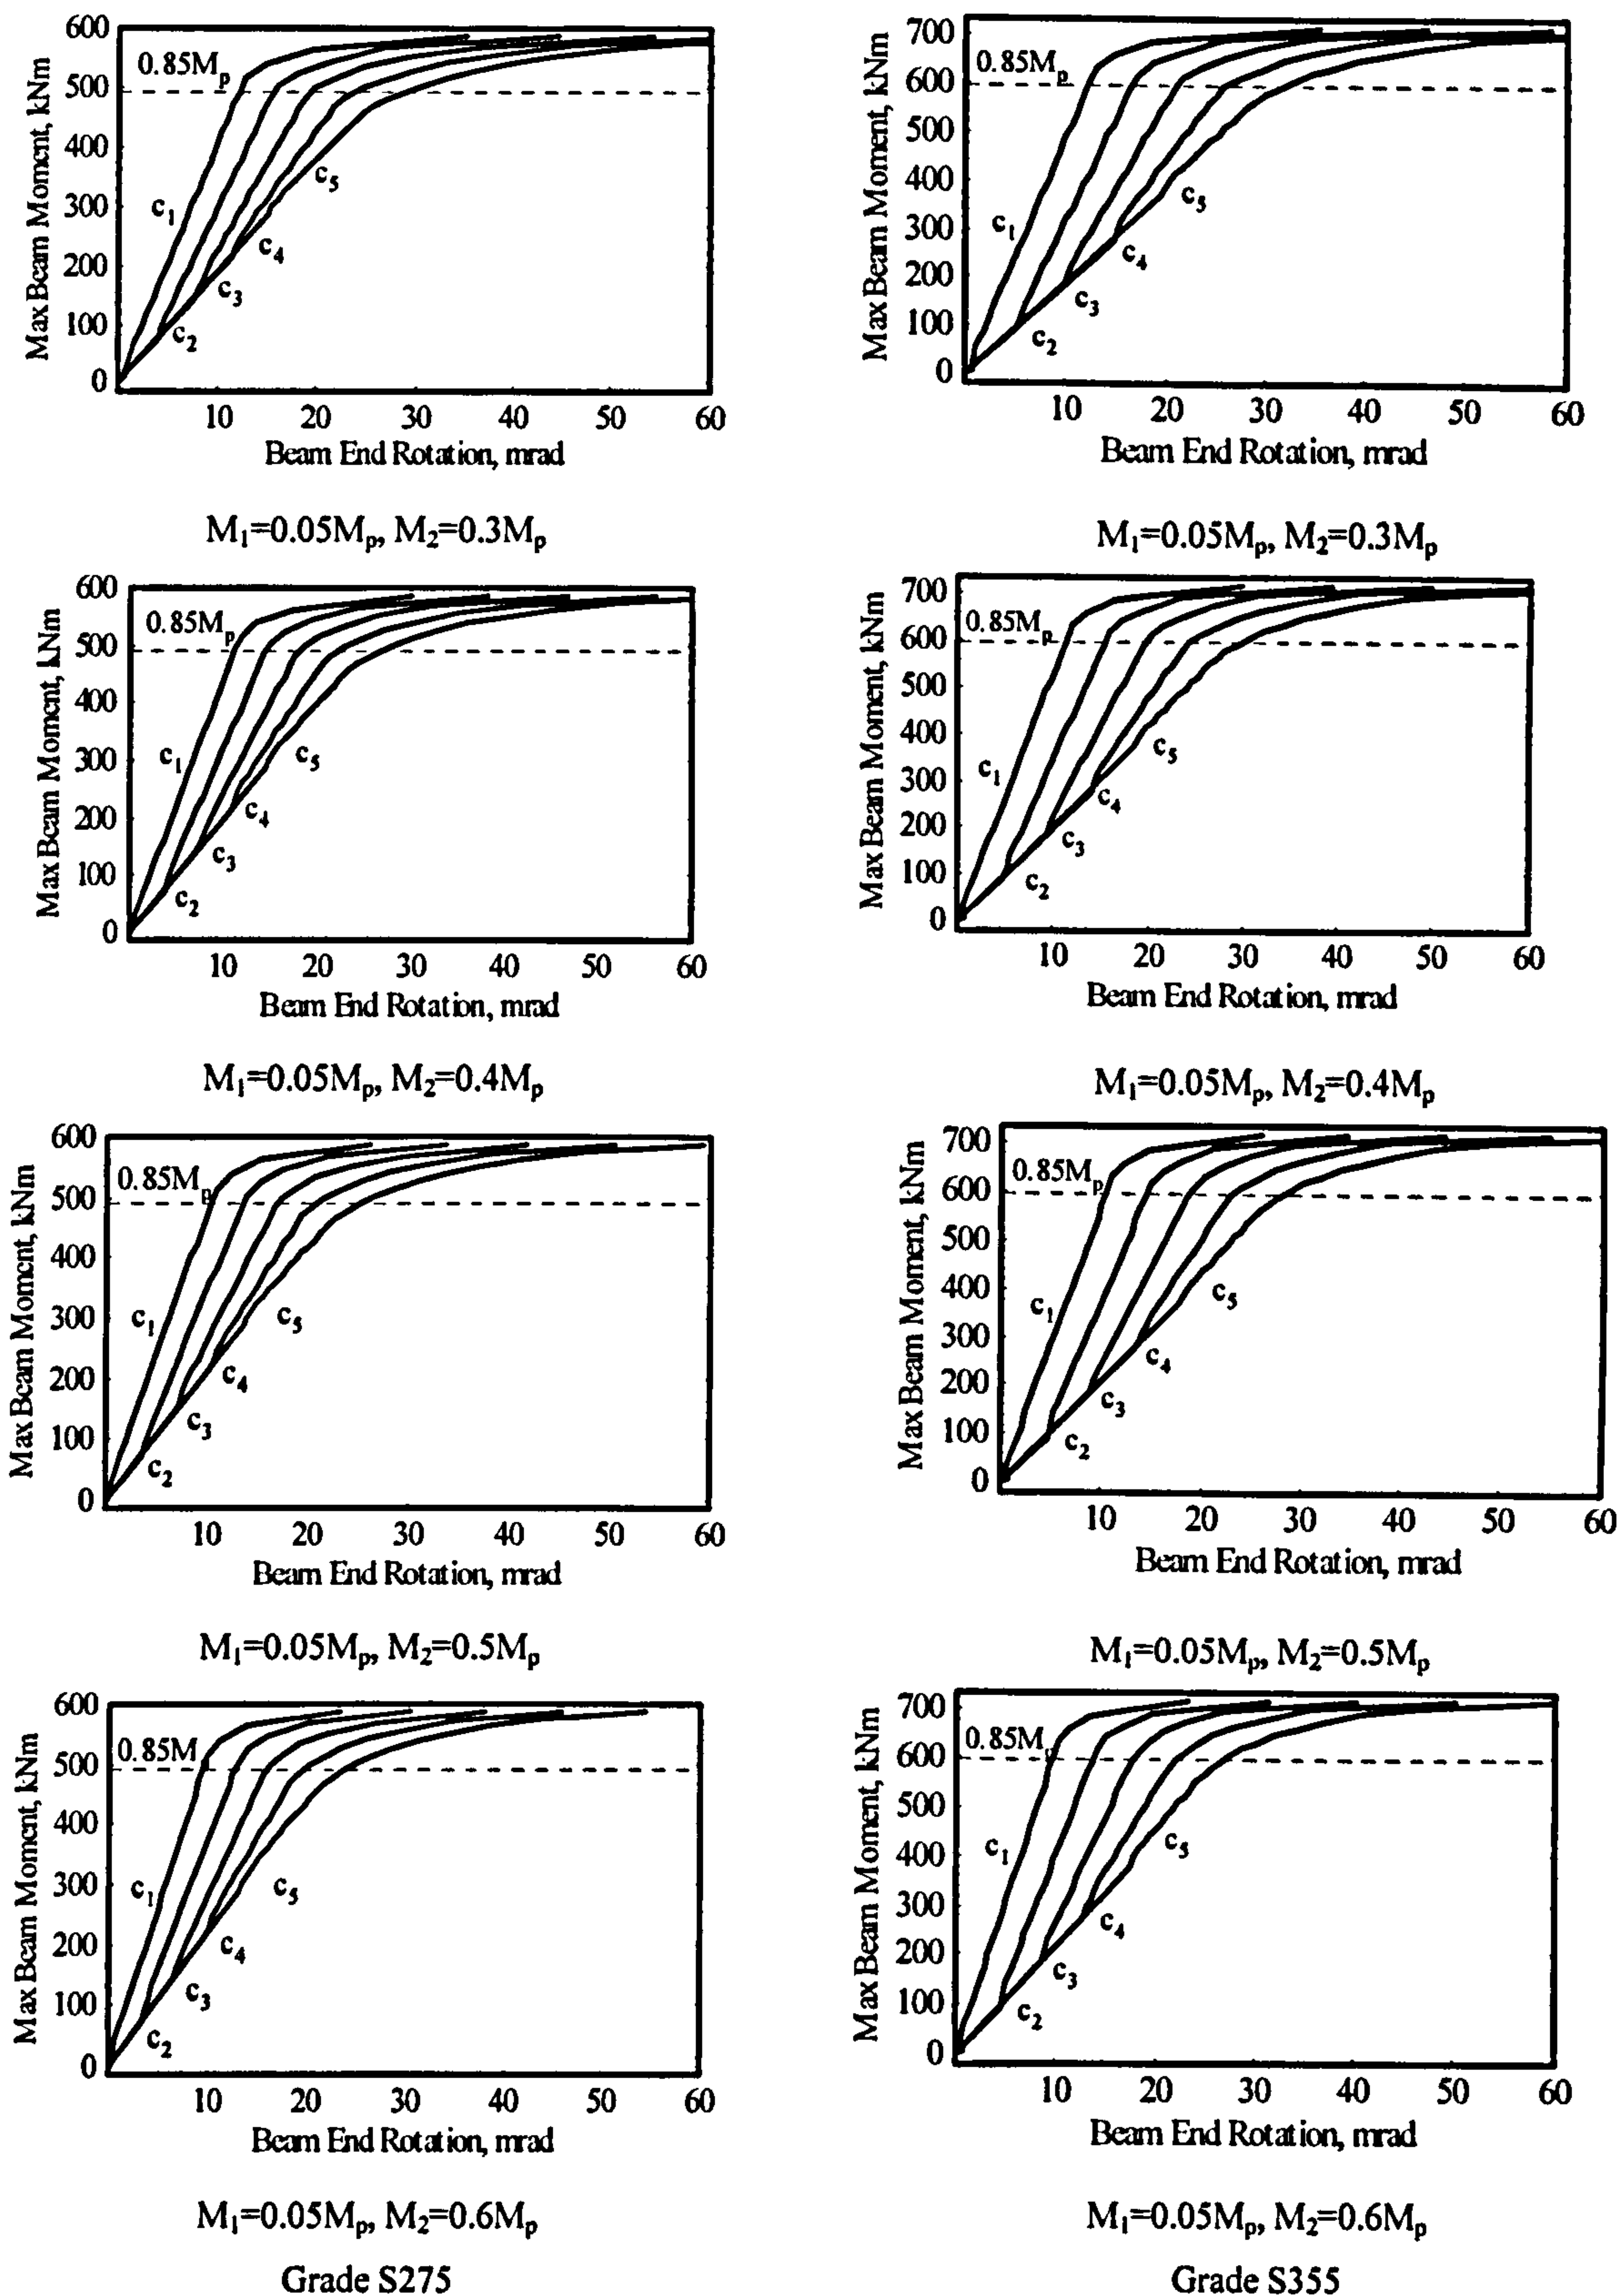 600
500
400
300
200
100
0
Max Beam Moment, kNm
0.85Mp
c1
c2
c3
c4
c5
10 20 30 40 50 60
Beam End Rotation, mrad
M1=0.05Mp, M2=0.3Mp
700
600
500
400
300
200
100
0
Max Beam Moment, kNm
0.85Mp
c1
c2
c3
c4
c5
10 20 30 40 50 60
Beam End Rotation, mrad
M1=0.05Mp, M2=0.3Mp
600
500
400
300
200
100
0
Max Beam Moment, kNm
0.85Mp
c1
c2
c3
c4
c5
10 20 30 40 50 60
Beam End Rotation, mrad
M1=0.05Mp, M2=0.4Mp
700
600
500
400
300
200
100
0
Max Beam Moment, kNm
0.85Mp
c1
c2
c3
c4
c5
10 20 30 40 50 60
Beam End Rotation, mrad
M1=0.05Mp, M2=0.4Mp
600
500
400
300
200
100
0
Max Beam Moment, kNm
0.85Mp
c1
c2
c3
c4
c5
10 20 30 40 50 60
Beam End Rotation, mrad
M1=0.05Mp, M2=0.5Mp
700
600
500
400
300
200
100
0
Max Beam Moment, kNm
0.85Mp
c1
c2
c3
c4
c5
10 20 30 40 50 60
Beam End Rotation, mrad
M1=0.05Mp, M2=0.5Mp
600
500
400
300
200
100
0
Max Beam Moment, kNm
0.85M
c1
c2
c3
c4
c5
10 20 30 40 50 60
Beam End Rotation, mrad
M1=0.05Mp, M2=0.6Mp
Grade S275
700
600
500
400
300
200
100
0
Max Beam Moment, kNm
0.85Mp
c1
c2
c3
c4
c5
10 20 30 40 50 60
Beam End Rotation, mrad
M1=0.05Mp, M2=0.6Mp
Grade S355